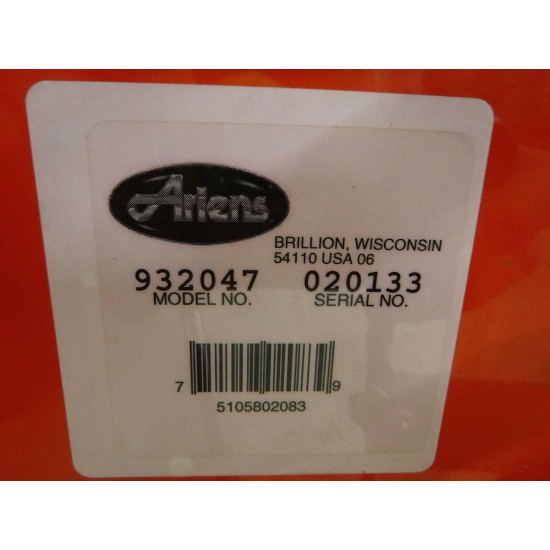 Ariens
BRILLION, WISCONSIN
54110 USA 06
932047 020133
MODEL NO. SERIAL NO.
7 9
5105802083